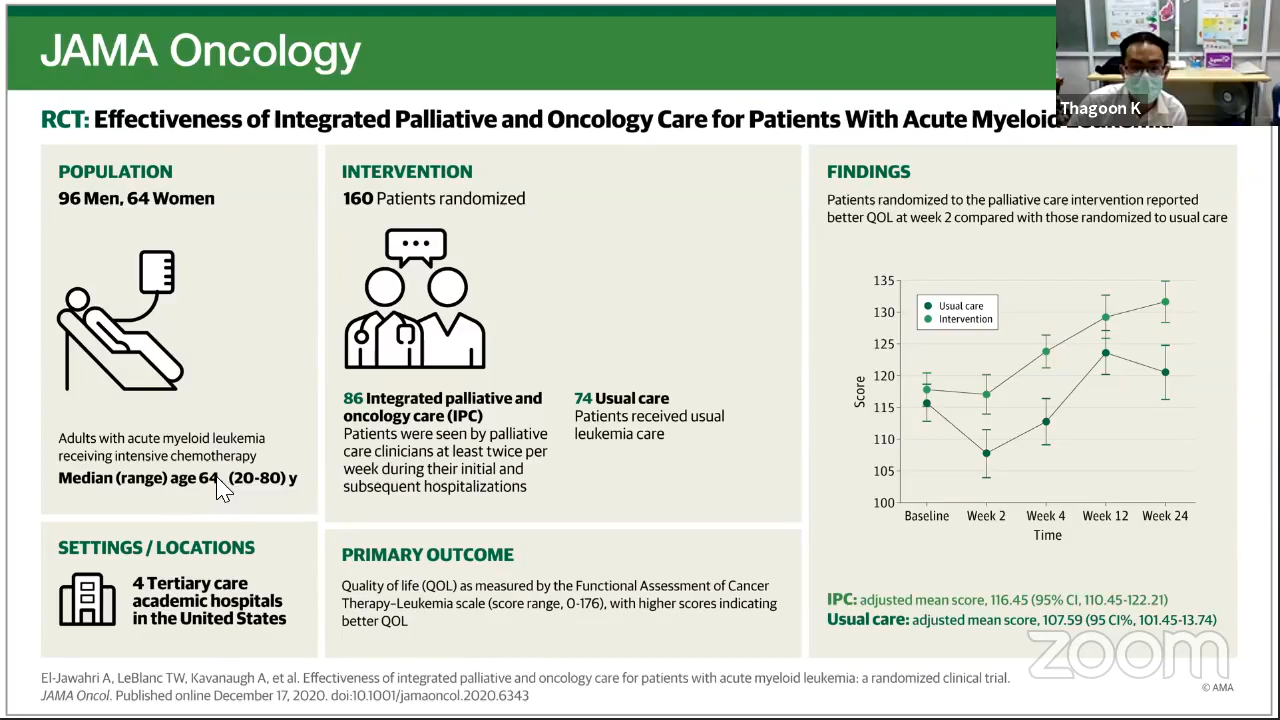 JAMA Oncology
Thagoon K
RCT: Effectiveness of Integrated Palliative and Oncology Care for Patients With Acute Myeloid Leukemia
POPULATION
96 Men, 64 Women
Adults with acute myeloid leukemia
receiving intensive chemotherapy
Median (range) age 64 (20-80) y
SETTINGS / LOCATIONS
4 Tertiary care
academic hospitals
in the United States
INTERVENTION
160 Patients randomized
86 Integrated palliative and
oncology care (IPC)
Patients were seen by palliative
care clinicians at least twice per
week during their initial and
subsequent hospitalizations
74 Usual care
Patients received usual
leukemia care
PRIMARY OUTCOME
Quality of life (QOL) as measured by the Functional Assessment of Cancer
Therapy–Leukemia scale (score range, 0-176), with higher scores indicating
better QOL
FINDINGS
Patients randomized to the palliative care intervention reported
better QOL at week 2 compared with those randomized to usual care
135
130
125
120
115
110
105
100
Score
Usual care
Intervention
Baseline
Week 2
Week 4
Week 12
Week 24
Time
IPC: adjusted mean score, 116.45 (95% CI, 110.45-122.21)
Usual care: adjusted mean score, 107.59 (95 CI%, 101.45-13.74)
zoom
El-Jawahri A, LeBlanc TW, Kavanaugh A, et al. Effectiveness of integrated palliative and oncology care for patients with acute myeloid leukemia: a randomized clinical trial.
JAMA Oncol. Published online December 17, 2020. doi:10.1001/jamaoncol.2020.6343
© AMA